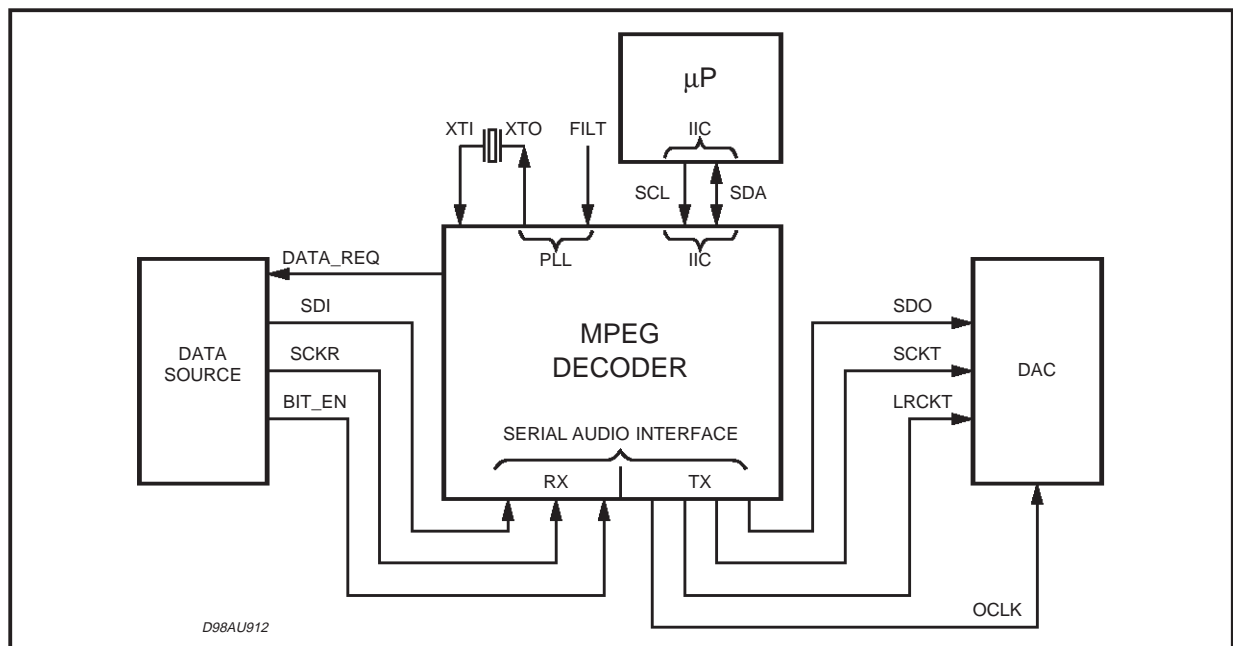 μP
XTI
XTO
FILT
IIC
SCL
SDA
DATA_REQ
PLL
IIC
SDI
SDO
MPEG
DECODER
DATA
SOURCE
SCKR
SCKT
DAC
BIT_EN
LRCKT
SERIAL AUDIO INTERFACE
RX
TX
OCLK
D98AU912